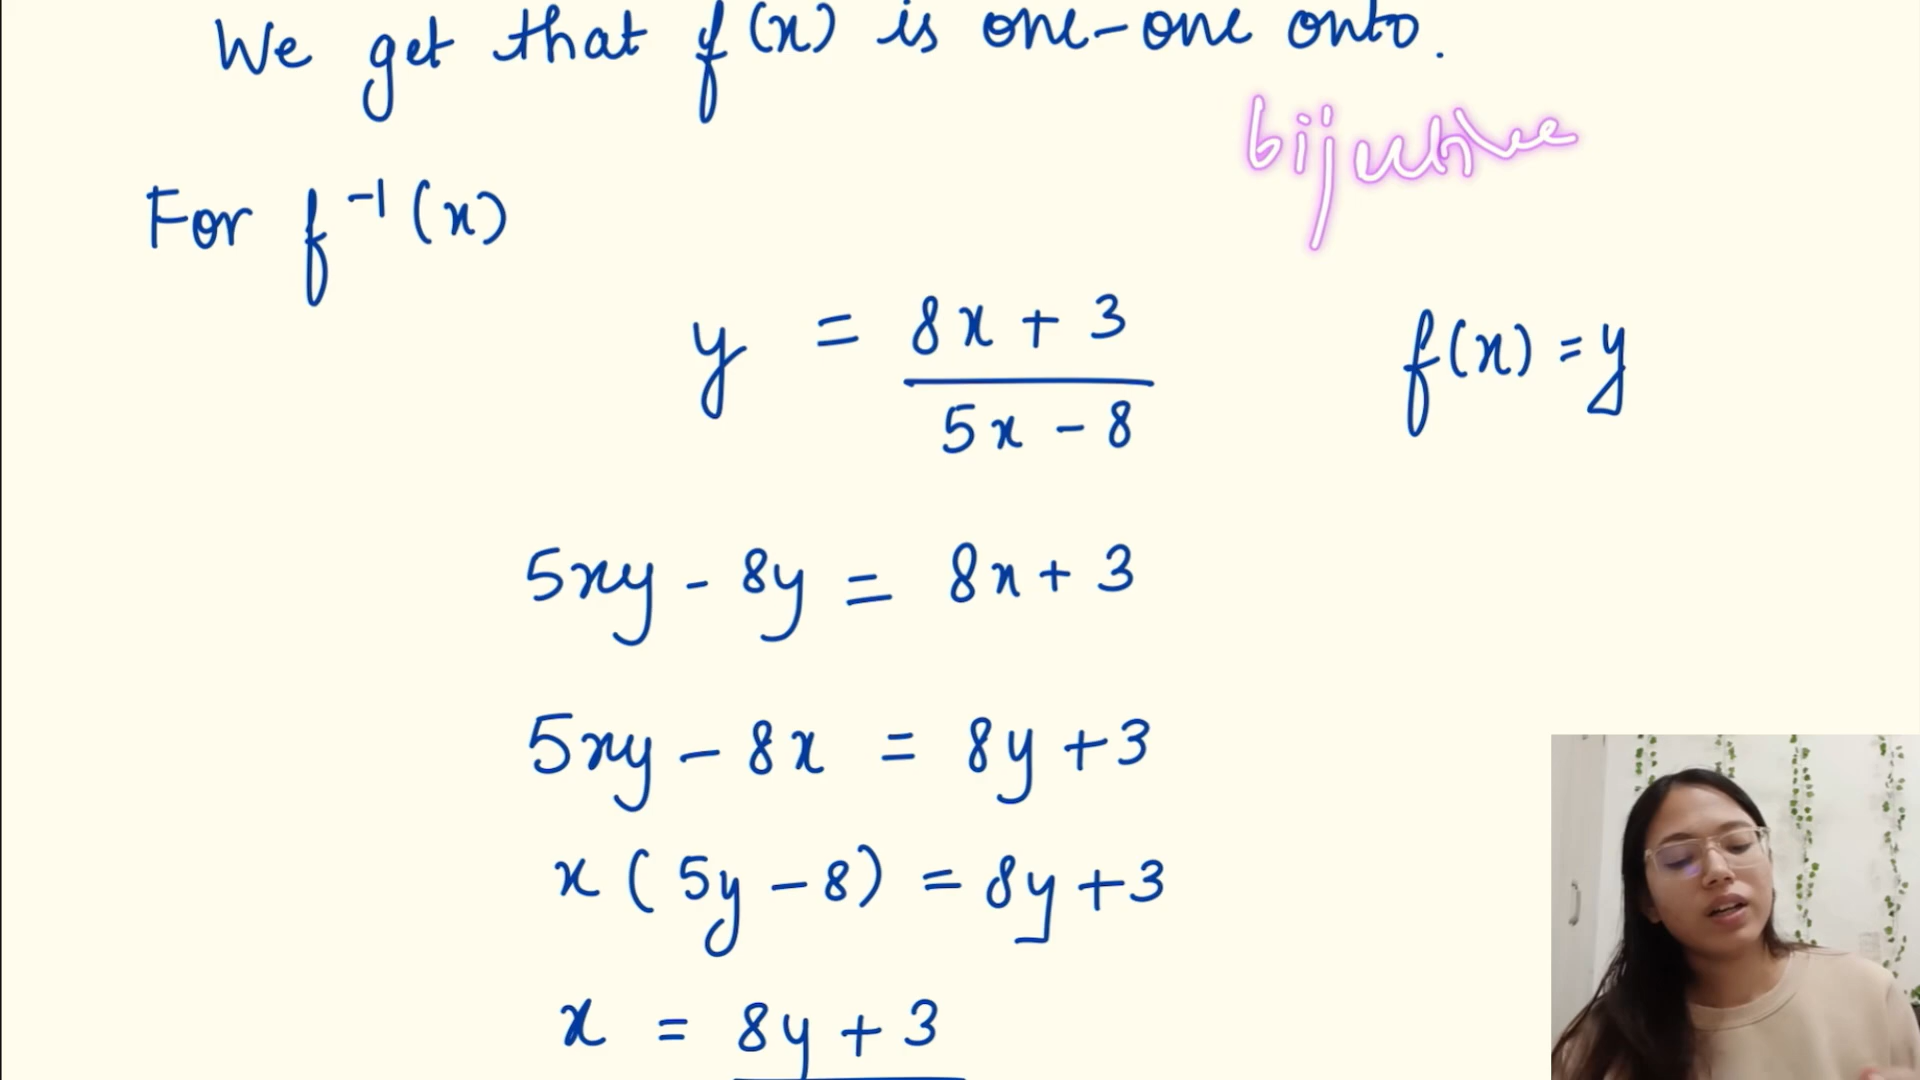 We get that f(x) is one-one onto.
bijective
For f⁻¹(x)
y = 8x + 3 / 5x - 8
f(x) = y
5xy - 8y = 8x + 3
5xy - 8x = 8y + 3
x (5y - 8) = 8y + 3
x = 8y + 3